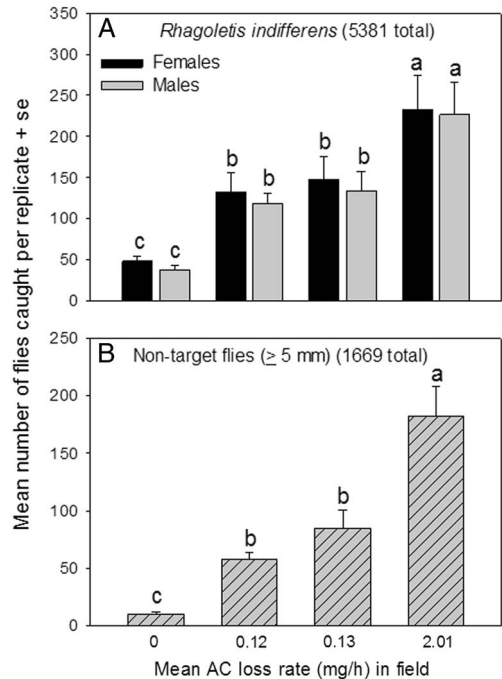 Mean number of flies caught per replicate + se
A
Rhagoletis indifferens (5381 total)
Females
Males
350
300
250
200
150
100
50
0
c
c
b
b
b
b
a
a
B
Non-target flies (≥ 5 mm) (1669 total)
250
200
150
100
50
0
c
b
b
a
0
0.12
0.13
2.01
Mean AC loss rate (mg/h) in field